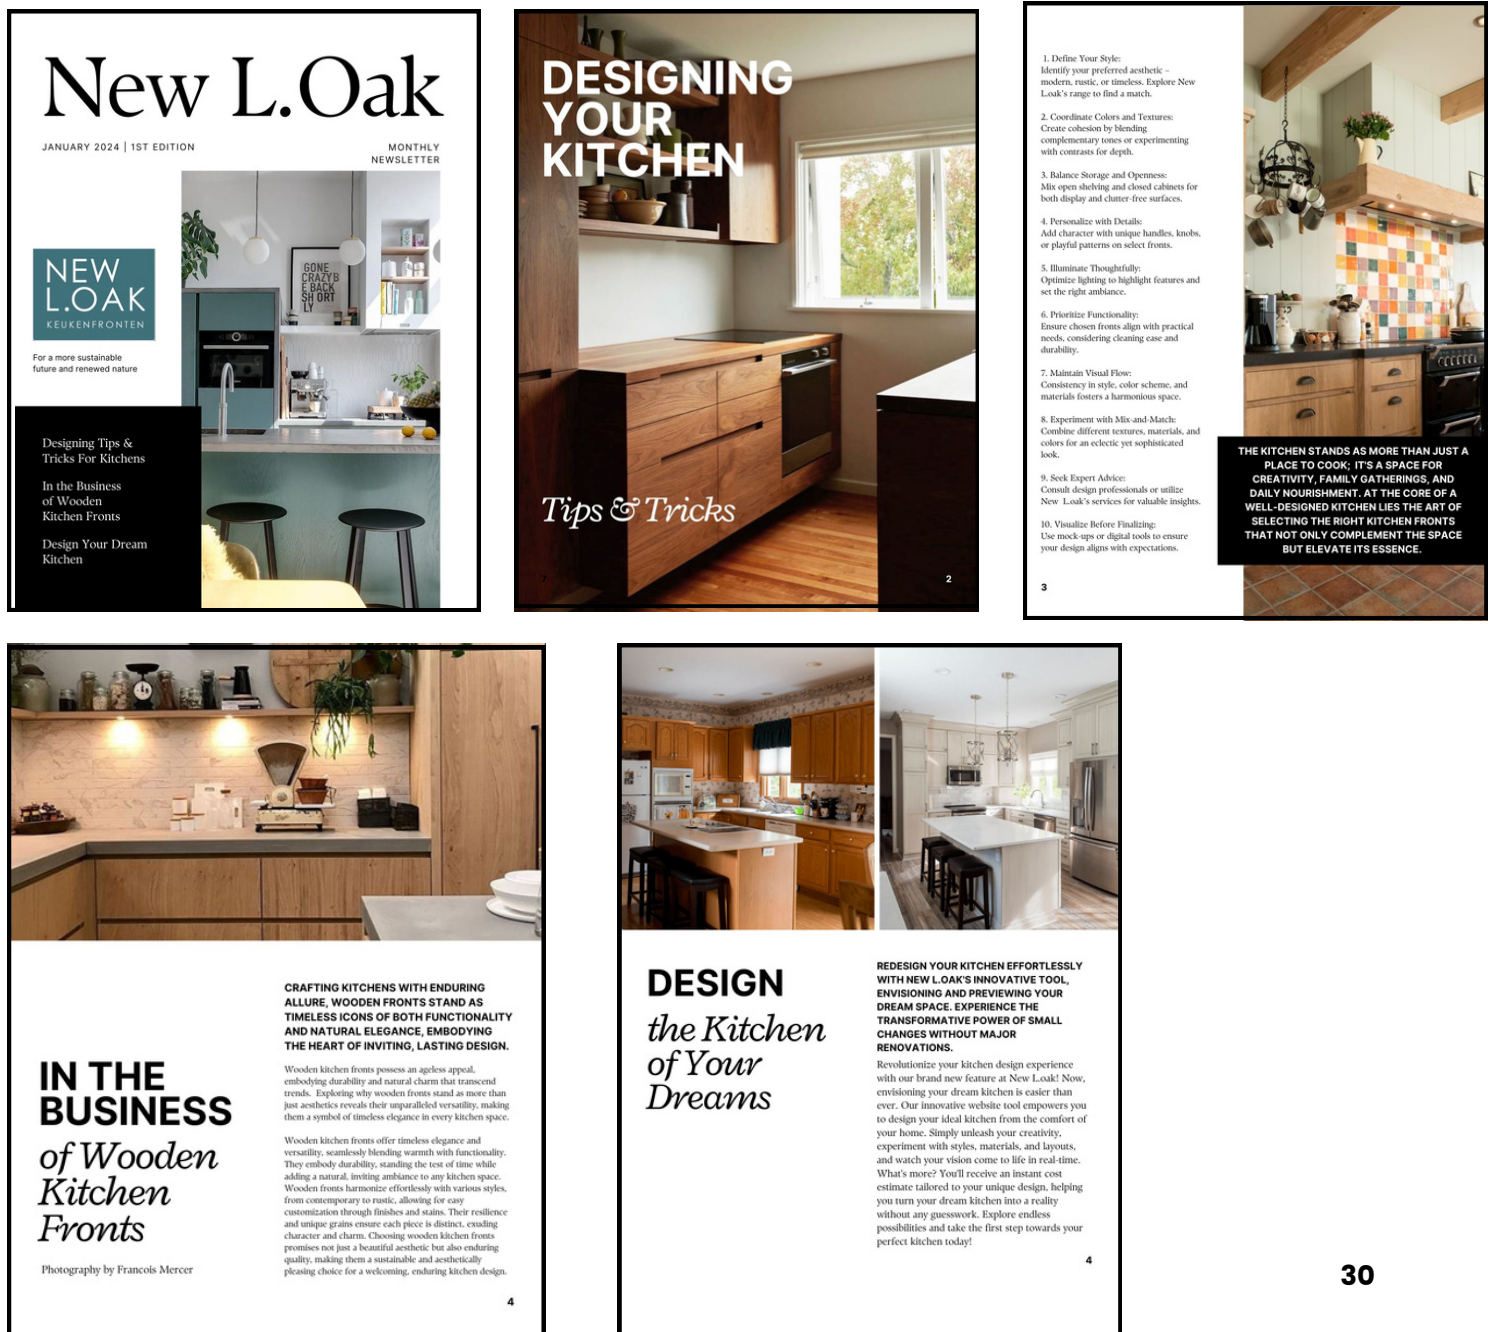 New L.Oak
JANUARY 2024 | 1ST EDITION
MONTHLY
NEWSLETTER
NEW
L.OAK
KEUKENFRONTEN
For a more sustainable
future and renewed nature
GONE
CRAZY B
E BACK
SH ORT
LY
Designing Tips &
Tricks For Kitchens
In the Business
of Wooden
Kitchen Fronts
Design Your Dream
Kitchen
DESIGNING
YOUR
KITCHEN
Tips & Tricks
2
1. Define Your Style:
Identify your preferred aesthetic –
modern, rustic, or timeless. Explore New
L.oak's range to find a match.
2. Coordinate Colors and Textures:
Create cohesion by blending
complementary tones or experimenting
with contrasts for depth.
3. Balance Storage and Openness:
Mix open shelving and closed cabinets for
both display and clutter-free surfaces.
4. Personalize with Details:
Add character with unique handles, knobs,
or playful patterns on select fronts.
5. Illuminate Thoughtfully:
Optimize lighting to highlight features and
set the right ambiance.
6. Prioritize Functionality:
Ensure chosen fronts align with practical
needs, considering cleaning ease and
durability.
7. Maintain Visual Flow:
Consistency in style, color scheme, and
materials fosters a harmonious space.
8. Experiment with Mix-and-Match:
Combine different textures, materials, and
colors for an eclectic yet sophisticated
look.
9. Seek Expert Advice:
Consult design professionals or utilize
New L.oak's services for valuable insights.
10. Visualize Before Finalizing:
Use mock-ups or digital tools to ensure
your design aligns with expectations.
3
THE KITCHEN STANDS AS MORE THAN JUST A
PLACE TO COOK; IT'S A SPACE FOR
CREATIVITY, FAMILY GATHERINGS, AND
DAILY NOURISHMENT. AT THE CORE OF A
WELL-DESIGNED KITCHEN LIES THE ART OF
SELECTING THE RIGHT KITCHEN FRONTS
THAT NOT ONLY COMPLEMENT THE SPACE
BUT ELEVATE ITS ESSENCE.
IN THE
BUSINESS
of Wooden
Kitchen
Fronts
Photography by Francois Mercer
CRAFTING KITCHENS WITH ENDURING
ALLURE, WOODEN FRONTS STAND AS
TIMELESS ICONS OF BOTH FUNCTIONALITY
AND NATURAL ELEGANCE, EMBODYING
THE HEART OF INVITING, LASTING DESIGN.
Wooden kitchen fronts possess an ageless appeal,
embodying durability and natural charm that transcend
trends. Exploring why wooden fronts stand as more than
just aesthetics reveals their unparalleled versatility, making
them a symbol of timeless elegance in every kitchen space.
Wooden kitchen fronts offer timeless elegance and
versatility, seamlessly blending warmth with functionality.
They embody durability, standing the test of time while
adding a natural, inviting ambiance to any kitchen space.
Wooden fronts harmonize effortlessly with various styles,
from contemporary to rustic, allowing for easy
customization through finishes and stains. Their resilience
and unique grains ensure each piece is distinct, exuding
character and charm. Choosing wooden kitchen fronts
promises not just a beautiful aesthetic but also enduring
quality, making them a sustainable and aesthetically
pleasing choice for a welcoming, enduring kitchen design.
4
DESIGN
the Kitchen
of Your
Dreams
REDESIGN YOUR KITCHEN EFFORTLESSLY
WITH NEW L.OAK'S INNOVATIVE TOOL,
ENVISIONING AND PREVIEWING YOUR
DREAM SPACE. EXPERIENCE THE
TRANSFORMATIVE POWER OF SMALL
CHANGES WITHOUT MAJOR
RENOVATIONS.
Revolutionize your kitchen design experience
with our brand new feature at New L.oak! Now,
envisioning your dream kitchen is easier than
ever. Our innovative website tool empowers you
to design your ideal kitchen from the comfort of
your home. Simply unleash your creativity,
experiment with styles, materials, and layouts,
and watch your vision come to life in real-time.
What's more? You'll receive an instant cost
estimate tailored to your unique design, helping
you turn your dream kitchen into a reality
without any guesswork. Explore endless
possibilities and take the first step towards your
perfect kitchen today!
4
30